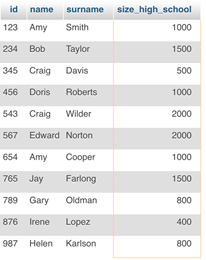 id name surname size_high_school
123 Amy Smith 1000
234 Bob Taylor 1500
345 Craig Davis 500
456 Doris Roberts 1000
543 Craig Wilder 2000
567 Edward Norton 2000
654 Amy Cooper 1000
765 Jay Farlong 1500
789 Gary Oldman 800
876 Irene Lopez 400
987 Helen Karlson 800